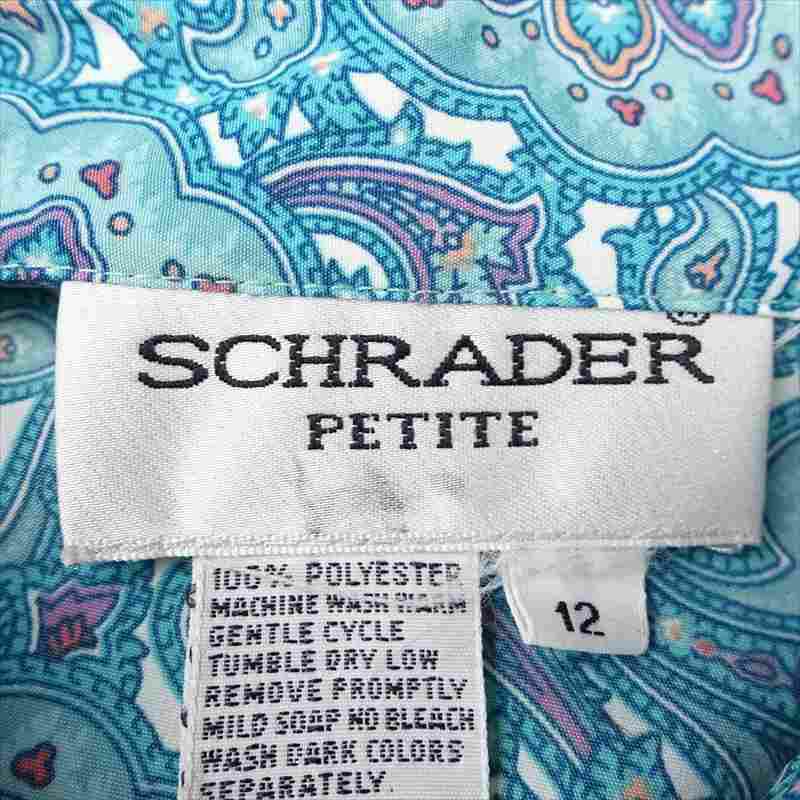 SCHRADER®
PETITE
100% POLYESTER
MACHINE WASH WARM
GENTLE CYCLE
TUMBLE DRY LOW
REMOVE PROMPTLY
MILD SOAP NO BLEACH
WASH DARK COLORS
SEPARATELY.
12